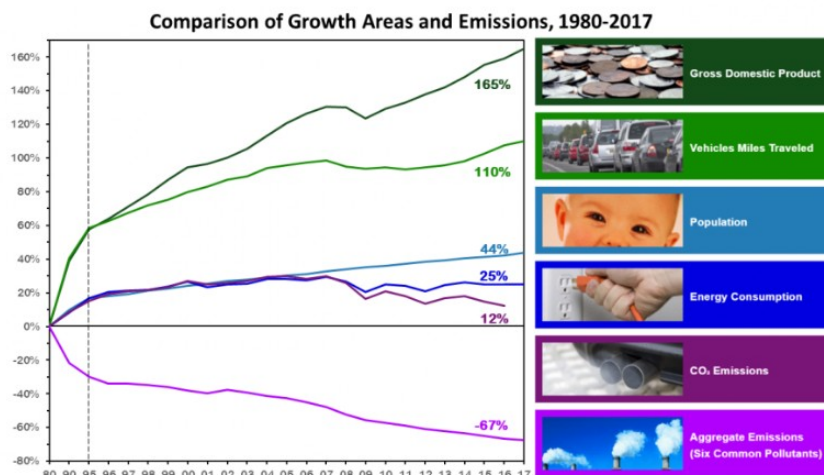 Comparison of Growth Areas and Emissions, 1980-2017
160%
140%
120%
100%
80%
60%
40%
20%
0%
-20%
-40%
-60%
-80%
165%
110%
44%
25%
12%
-67%
80 90 95 96 97 98 99 00 01 02 03 04 05 06 07 08 09 10 11 12 13 14 15 16 17
Gross Domestic Product
Vehicles Miles Traveled
Population
Energy Consumption
CO₂ Emissions
Aggregate Emissions
(Six Common Pollutants)